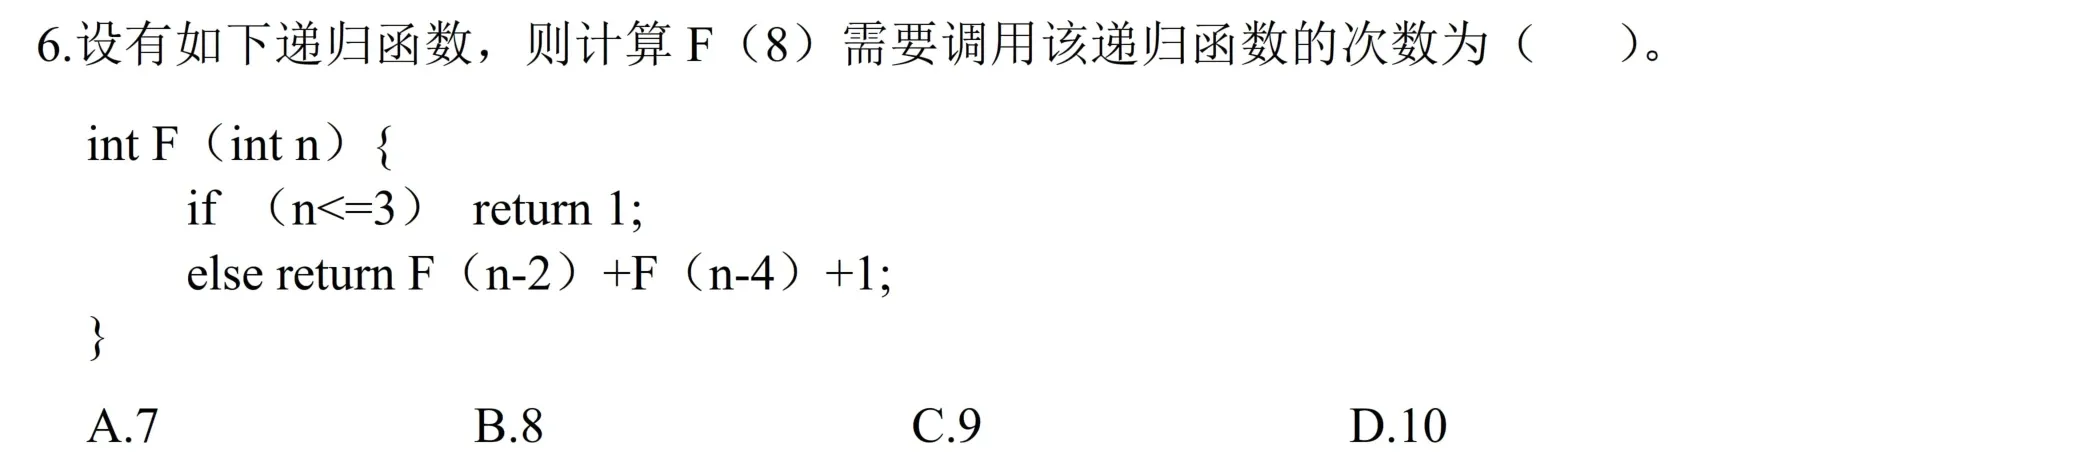 6.设有如下递归函数，则计算 F（8）需要调用该递归函数的次数为（　　）。
int F（int n）{
if （n<=3） return 1;
else return F（n-2）+F（n-4）+1;
}
A.7 B.8 C.9 D.10